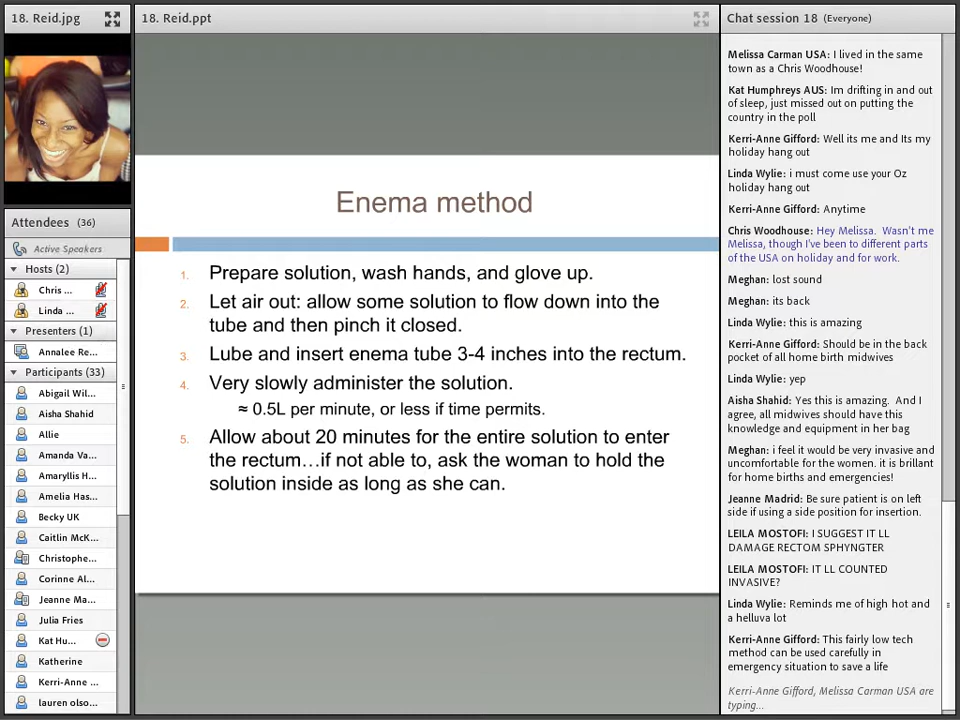 18. Reid.jpg
Attendees (36)
Active Speakers
Hosts (2)
Chris ...
Linda ...
Presenters (1)
Annalee Re...
Participants (33)
Abigail Wil...
Aisha Shahid
Allie
Amanda Va...
Amaryllis H...
Amelia Has...
Becky UK
Caitlin McK...
Christophe...
Corinne Al...
Jeanne Ma...
Julia Fries
Kat Hu...
Katherine
Kerri-Anne ...
lauren olso...
18. Reid.ppt
Enema method
1. Prepare solution, wash hands, and glove up.
2. Let air out: allow some solution to flow down into the
tube and then pinch it closed.
3. Lube and insert enema tube 3-4 inches into the rectum.
4. Very slowly administer the solution.
≈ 0.5L per minute, or less if time permits.
5. Allow about 20 minutes for the entire solution to enter
the rectum…if not able to, ask the woman to hold the
solution inside as long as she can.
Chat session 18 (Everyone)
Melissa Carman USA: I lived in the same
town as a Chris Woodhouse!
Kat Humphreys AUS: Im drifting in and out
of sleep, just missed out on putting the
country in the poll
Kerri-Anne Gifford: Well its me and Its my
holiday hang out
Linda Wylie: i must come use your Oz
holiday hang out
Kerri-Anne Gifford: Anytime
Chris Woodhouse: Hey Melissa. Wasn't me
Melissa, though I've been to different parts
of the USA on holiday and for work.
Meghan: lost sound
Meghan: its back
Linda Wylie: this is amazing
Kerri-Anne Gifford: Should be in the back
pocket of all home birth midwives
Linda Wylie: yep
Aisha Shahid: Yes this is amazing. And I
agree, all midwives should have this
knowledge and equipment in her bag
Meghan: i feel it would be very invasive and
uncomfortable for the women. it is brillant
for home births and emergencies!
Jeanne Madrid: Be sure patient is on left
side if using a side position for insertion.
LEILA MOSTOFI: I SUGGEST IT LL
DAMAGE RECTOM SPHYNGTER
LEILA MOSTOFI: IT LL COUNTED
INVASIVE?
Linda Wylie: Reminds me of high hot and
a helluva lot
Kerri-Anne Gifford: This fairly low tech
method can be used carefully in
emergency situation to save a life
Kerri-Anne Gifford, Melissa Carman USA are
typing...